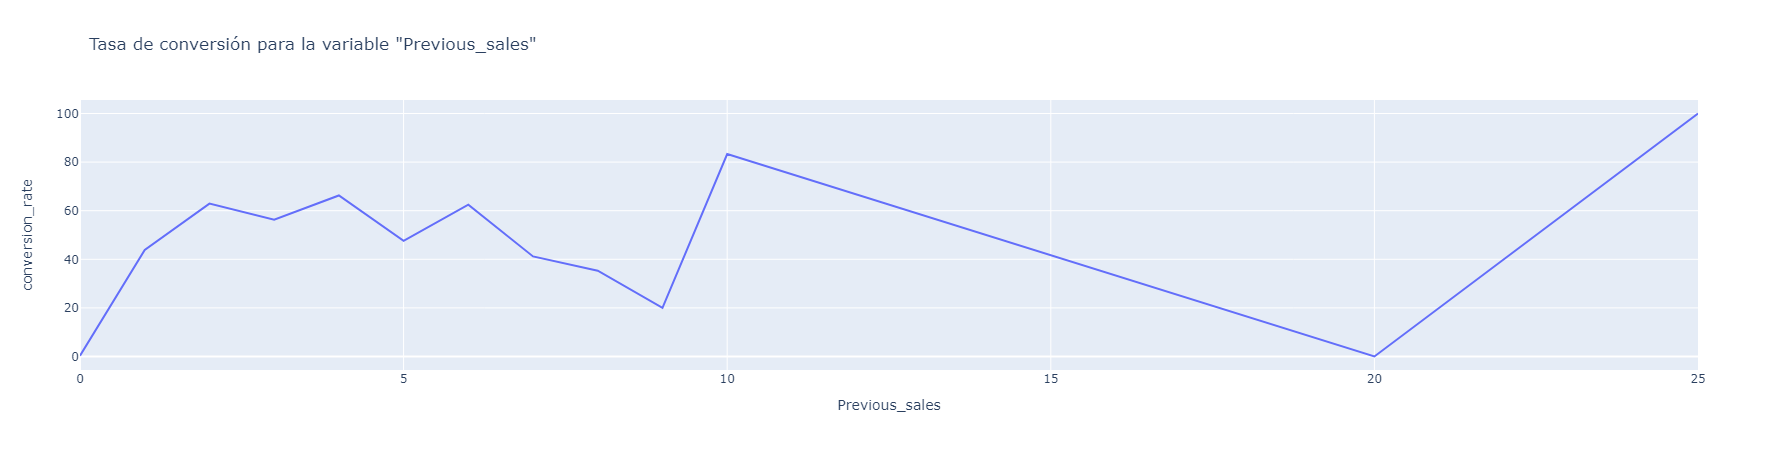 Tasa de conversión para la variable "Previous_sales"
100
80
60
40
20
0
conversion_rate
0 5 10 15 20 25
Previous_sales